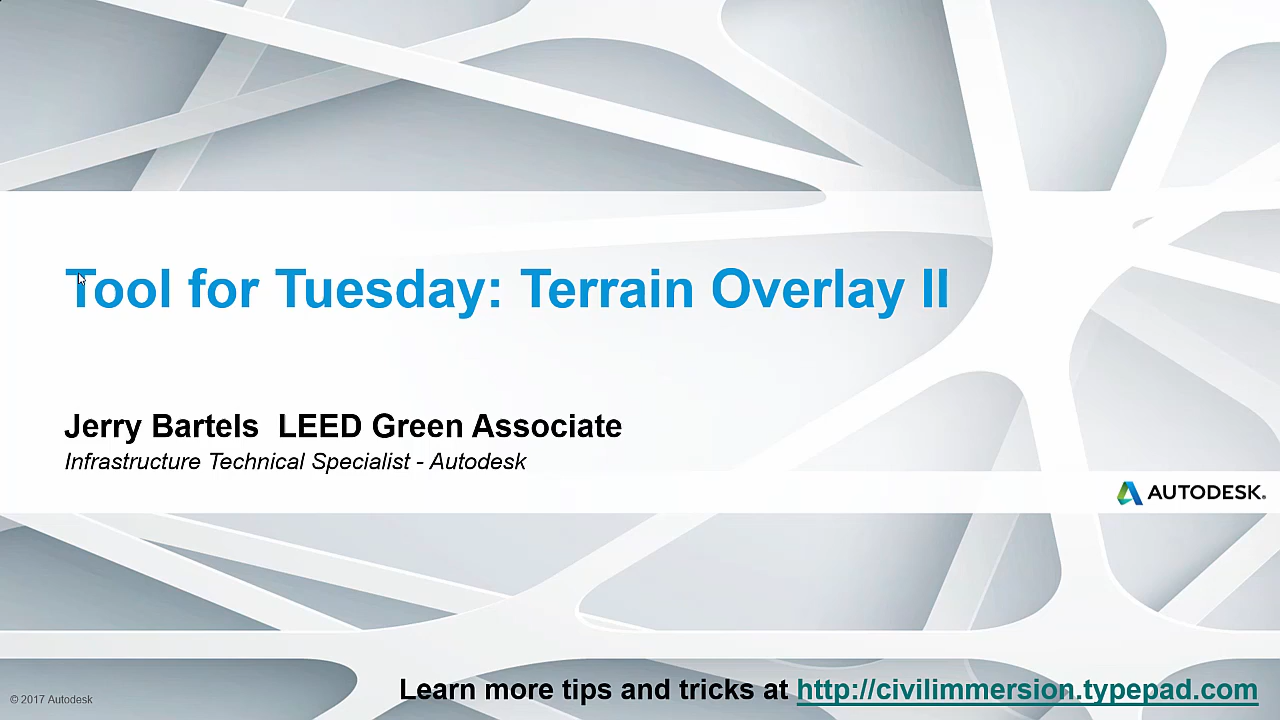 Tool for Tuesday: Terrain Overlay II
Jerry Bartels  LEED Green Associate
Infrastructure Technical Specialist - Autodesk
AUTODESK®
Learn more tips and tricks at http://civilimmersion.typepad.com
© 2017 Autodesk